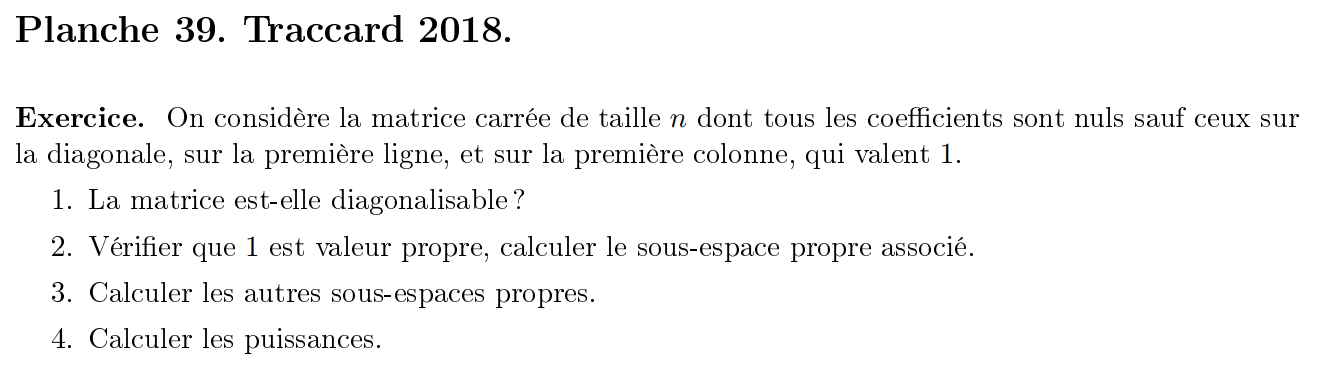 Planche 39. Traccard 2018.
Exercice. On considère la matrice carrée de taille n dont tous les coefficients sont nuls sauf ceux sur
la diagonale, sur la première ligne, et sur la première colonne, qui valent 1.
1. La matrice est-elle diagonalisable ?
2. Vérifier que 1 est valeur propre, calculer le sous-espace propre associé.
3. Calculer les autres sous-espaces propres.
4. Calculer les puissances.